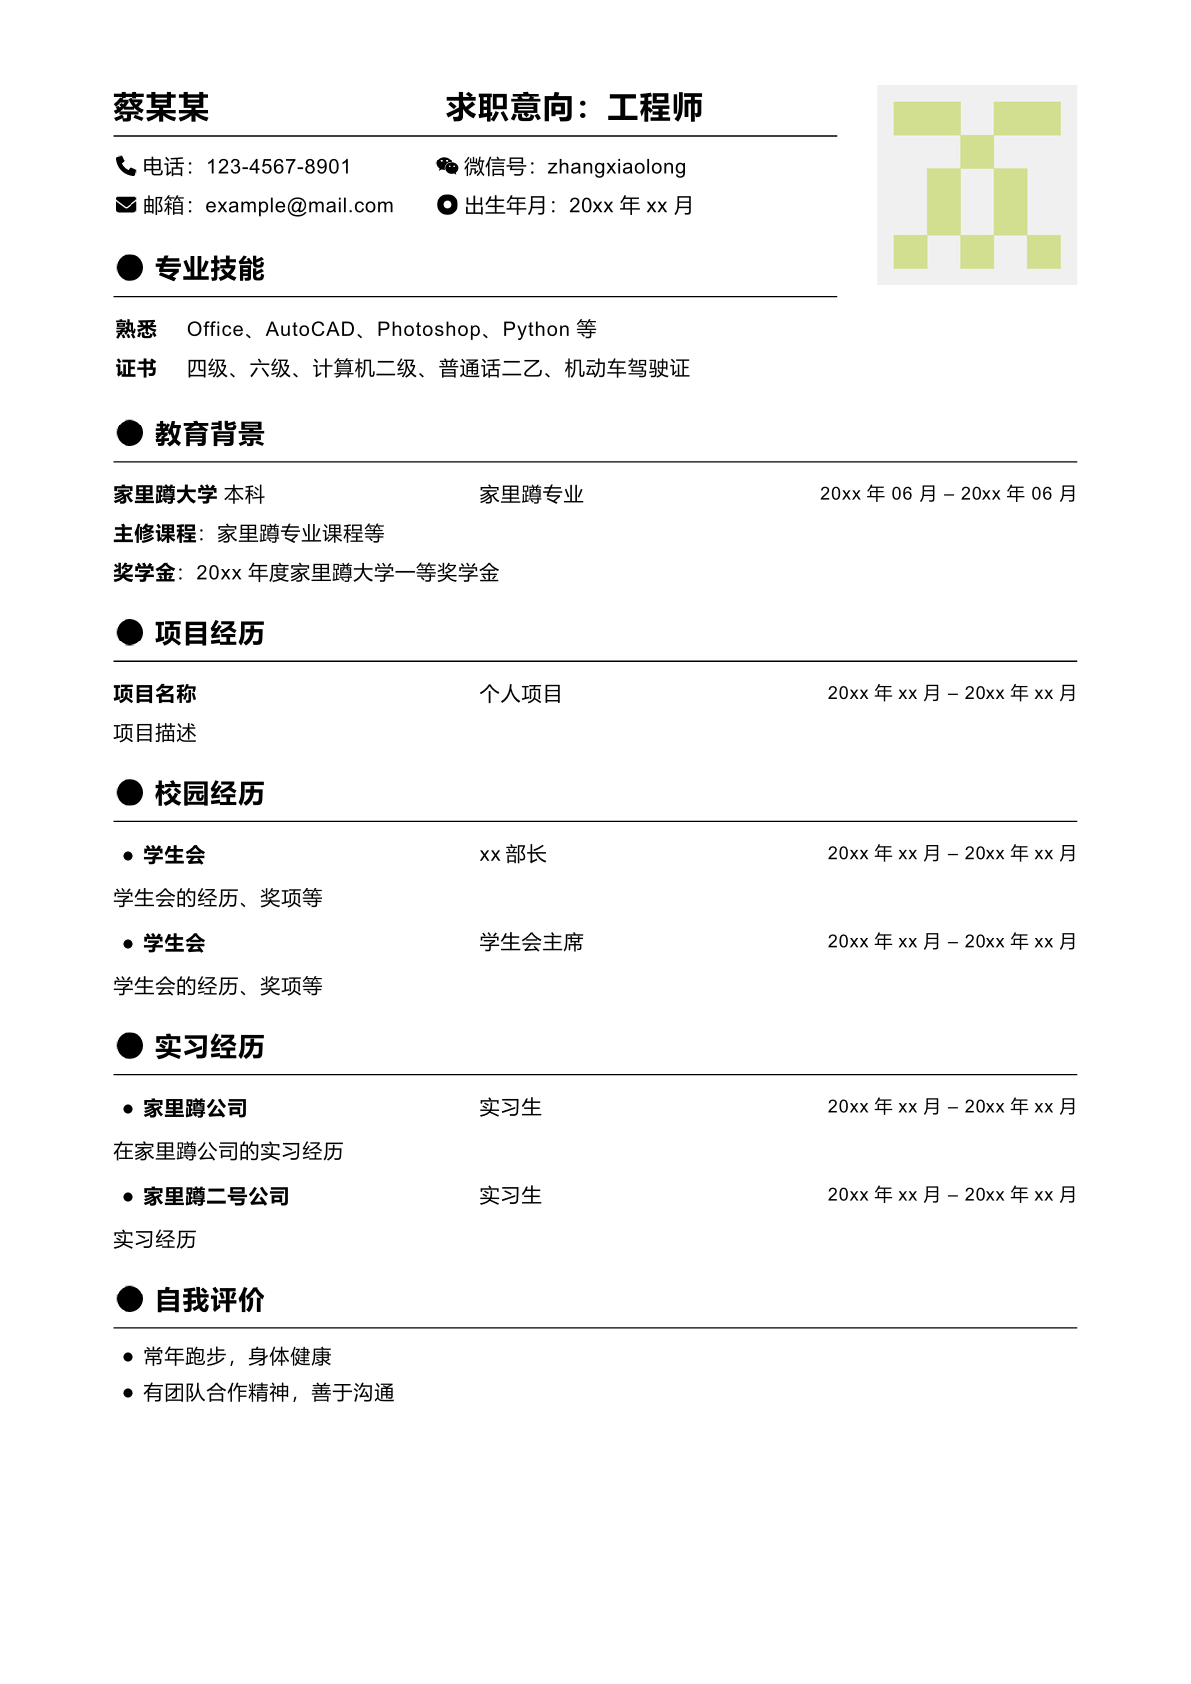 蔡某某 求职意向：工程师
电话：123-4567-8901 微信号：zhangxiaolong
邮箱：example@mail.com 出生年月：20xx 年 xx 月
专业技能
熟悉 Office、AutoCAD、Photoshop、Python 等
证书 四级、六级、计算机二级、普通话二乙、机动车驾驶证
教育背景
家里蹲大学 本科 家里蹲专业 20xx 年 06 月 – 20xx 年 06 月
主修课程：家里蹲专业课程等
奖学金：20xx 年度家里蹲大学一等奖学金
项目经历
项目名称 个人项目 20xx 年 xx 月 – 20xx 年 xx 月
项目描述
校园经历
● 学生会 xx 部长 20xx 年 xx 月 – 20xx 年 xx 月
学生会的经历、奖项等
● 学生会 学生会主席 20xx 年 xx 月 – 20xx 年 xx 月
学生会的经历、奖项等
实习经历
● 家里蹲公司 实习生 20xx 年 xx 月 – 20xx 年 xx 月
在家里蹲公司的实习经历
● 家里蹲二号公司 实习生 20xx 年 xx 月 – 20xx 年 xx 月
实习经历
自我评价
● 常年跑步，身体健康
● 有团队合作精神，善于沟通